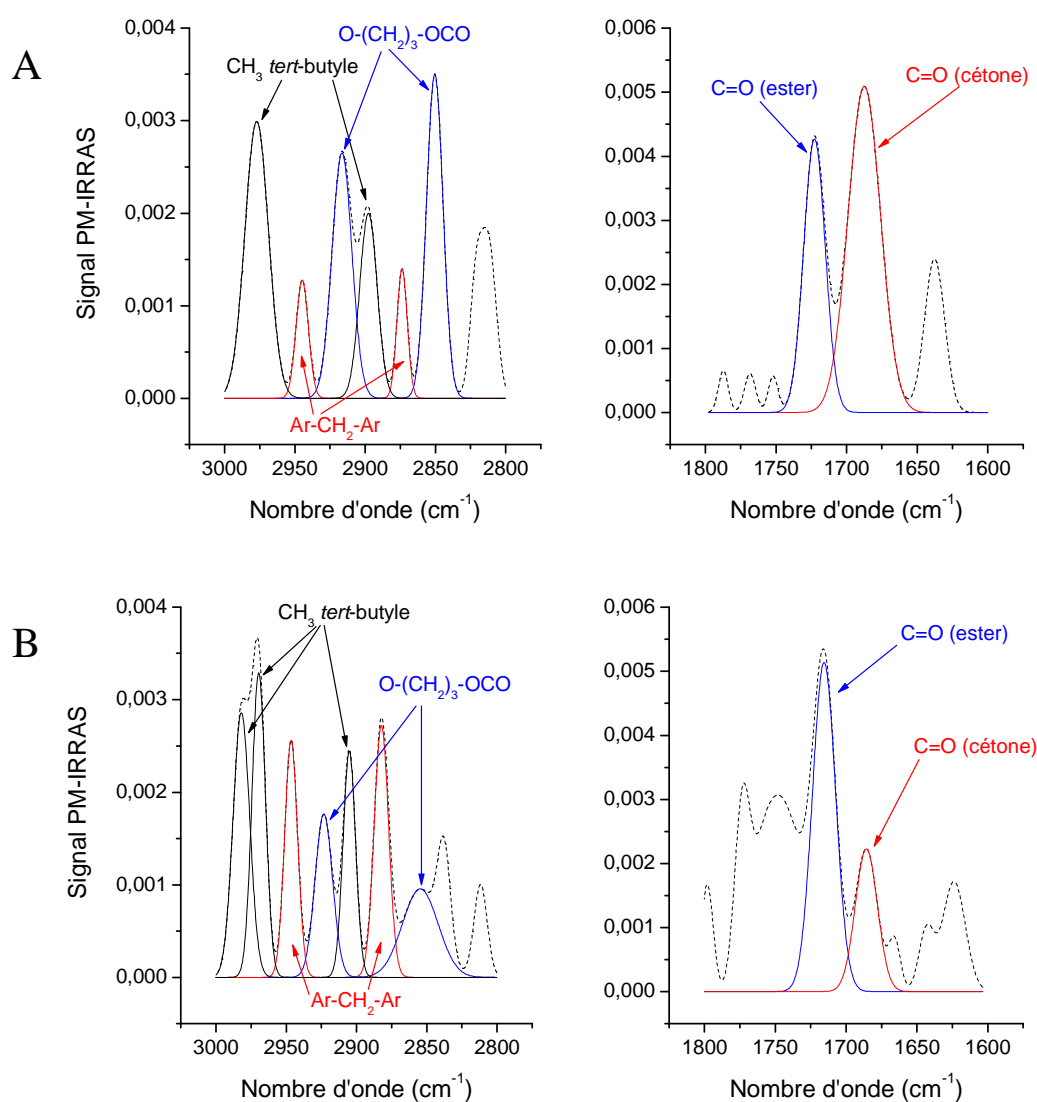 A
0,004
0,003
0,002
0,001
0,000
Signal PM-IRRAS
O-(CH2)3-OCO
CH3 tert-butyle
Ar-CH2-Ar
3000 2950 2900 2850 2800
Nombre d'onde (cm-1)
0,006
0,005
0,004
0,003
0,002
0,001
0,000
C=O (cétone)
C=O (ester)
1800 1750 1700 1650 1600
Nombre d'onde (cm-1)
B
0,004
0,003
0,002
0,001
0,000
Signal PM-IRRAS
CH3 tert-butyle
O-(CH2)3-OCO
Ar-CH2-Ar
3000 2950 2900 2850 2800
Nombre d'onde (cm-1)
0,006
0,005
0,004
0,003
0,002
0,001
0,000
C=O (ester)
C=O (cétone)
1800 1750 1700 1650 1600
Nombre d'onde (cm-1)